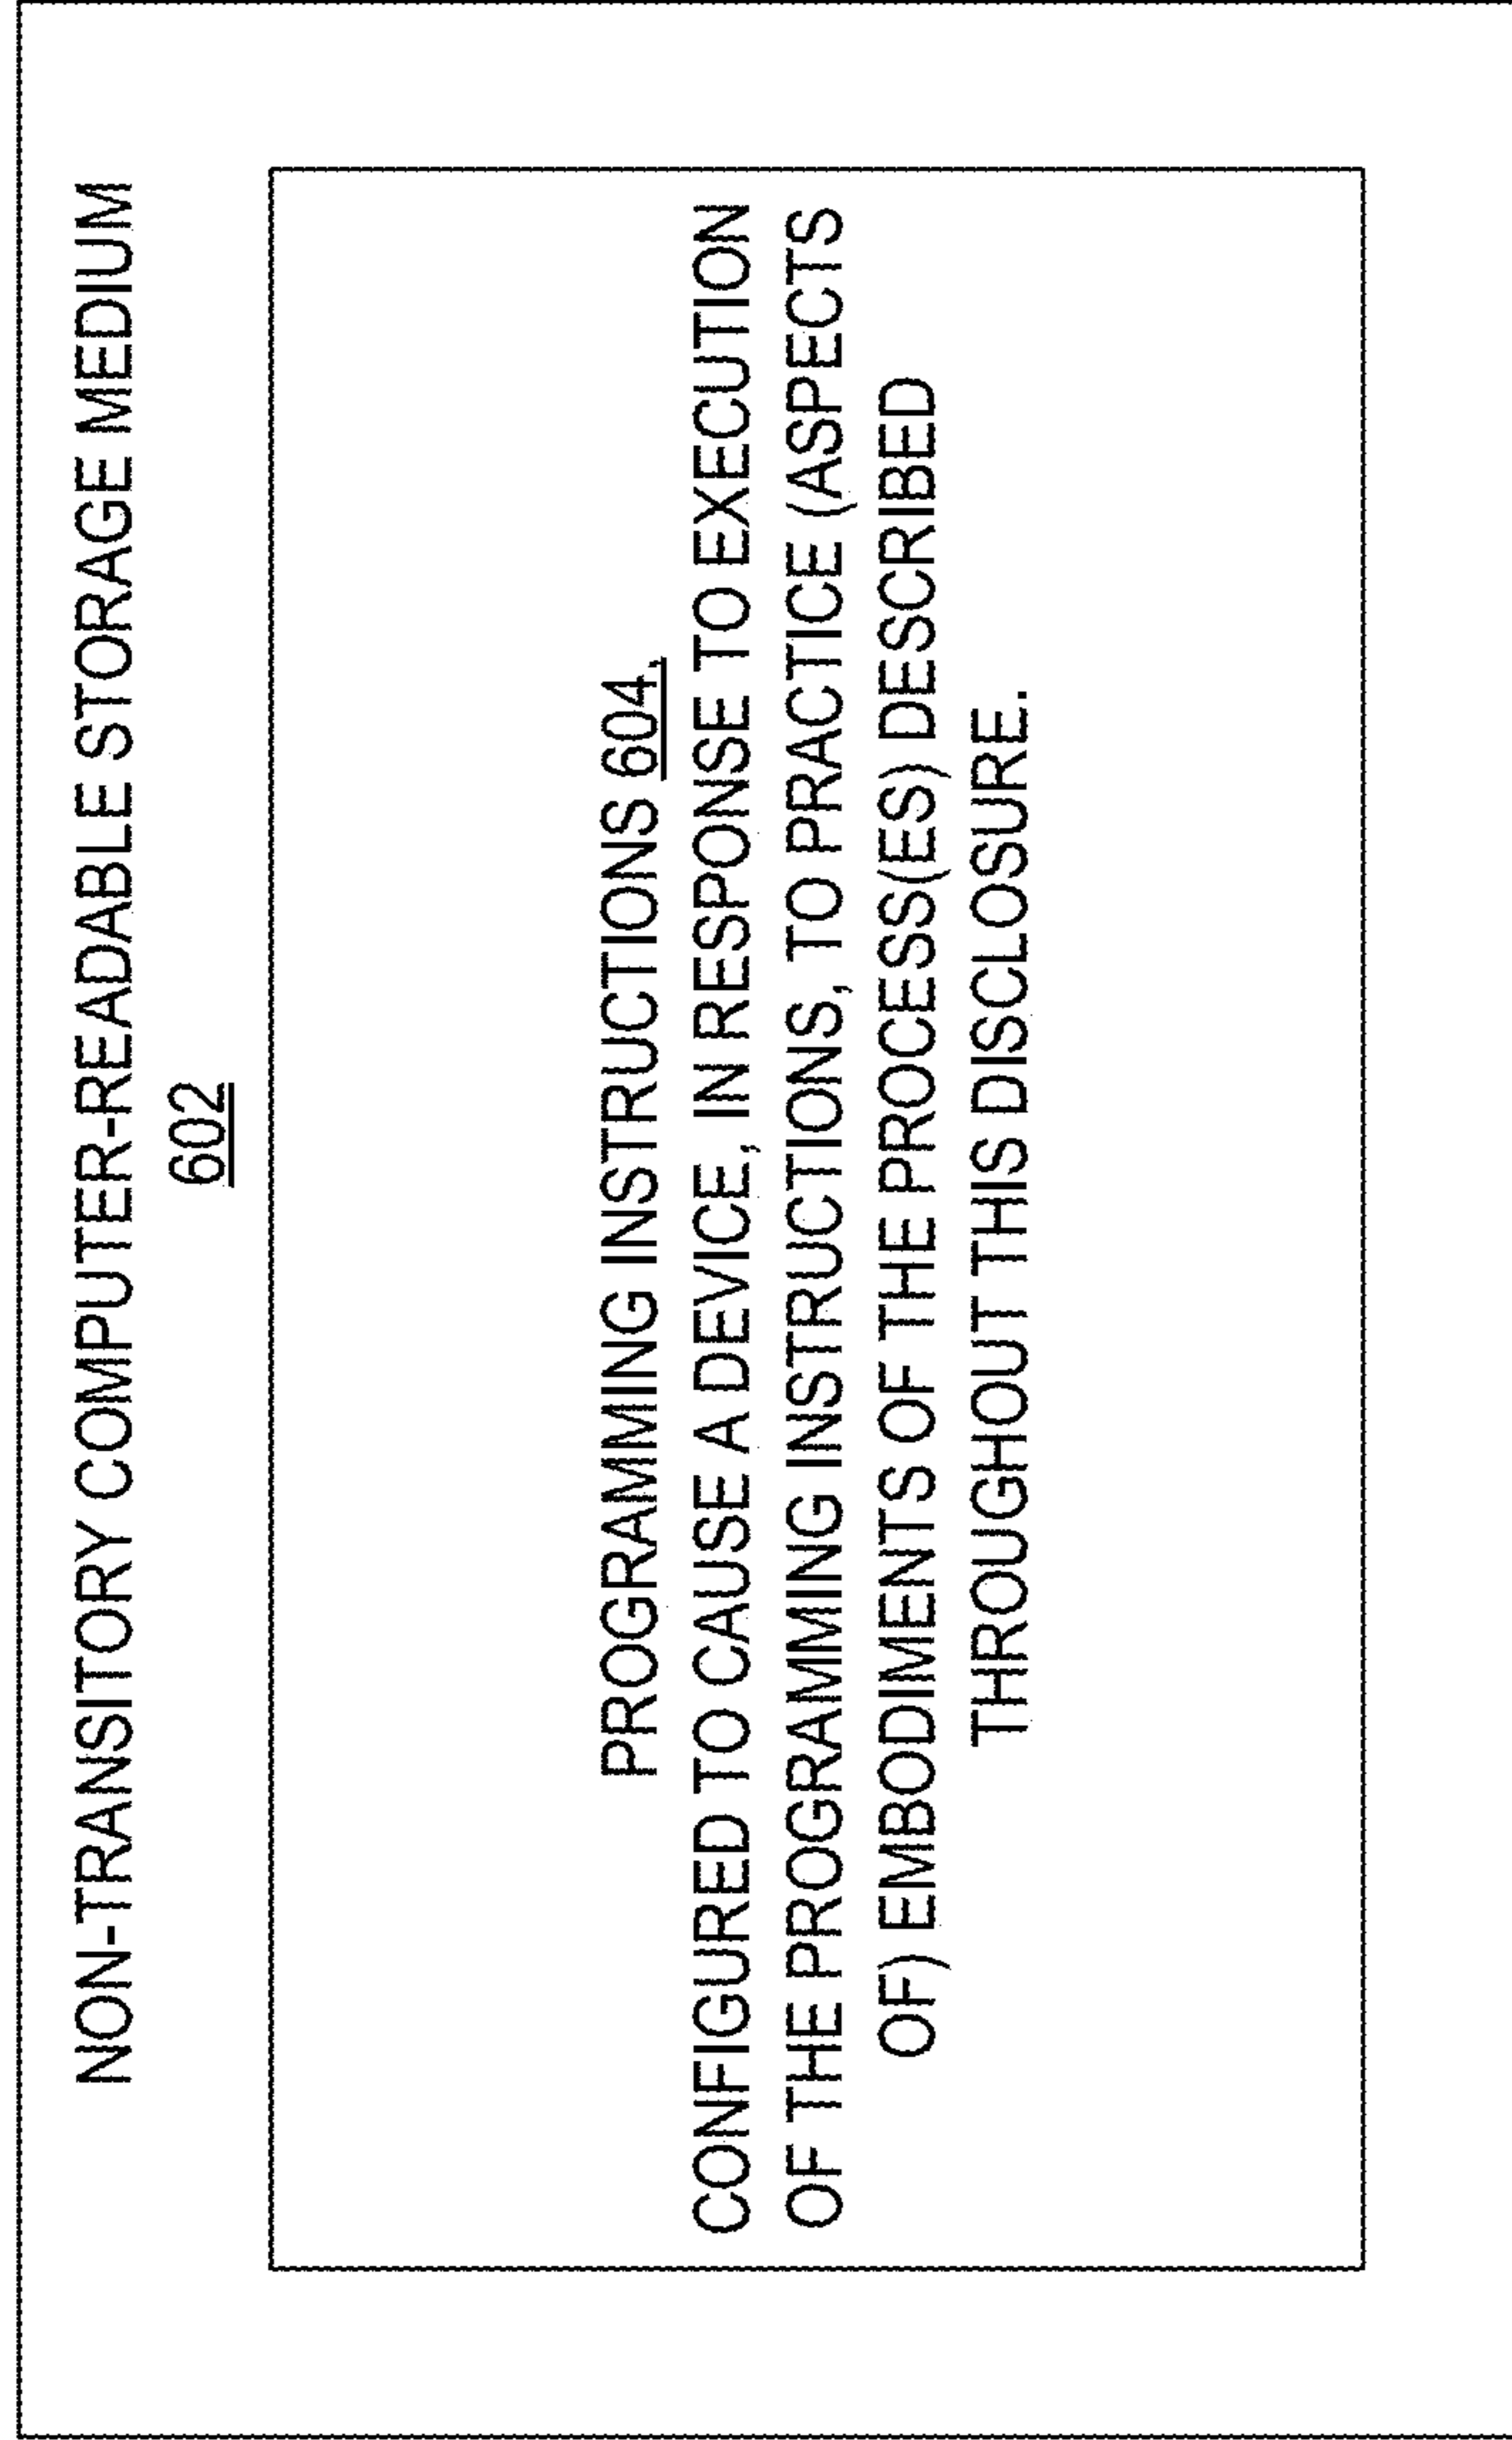 NON-TRANSITORY COMPUTER-READABLE STORAGE MEDIUM
602
PROGRAMMING INSTRUCTIONS 604,
CONFIGURED TO CAUSE A DEVICE, IN RESPONSE TO EXECUTION
OF THE PROGRAMMING INSTRUCTIONS, TO PRACTICE (ASPECTS
OF) EMBODIMENTS OF THE PROCESS(ES) DESCRIBED
THROUGHOUT THIS DISCLOSURE.